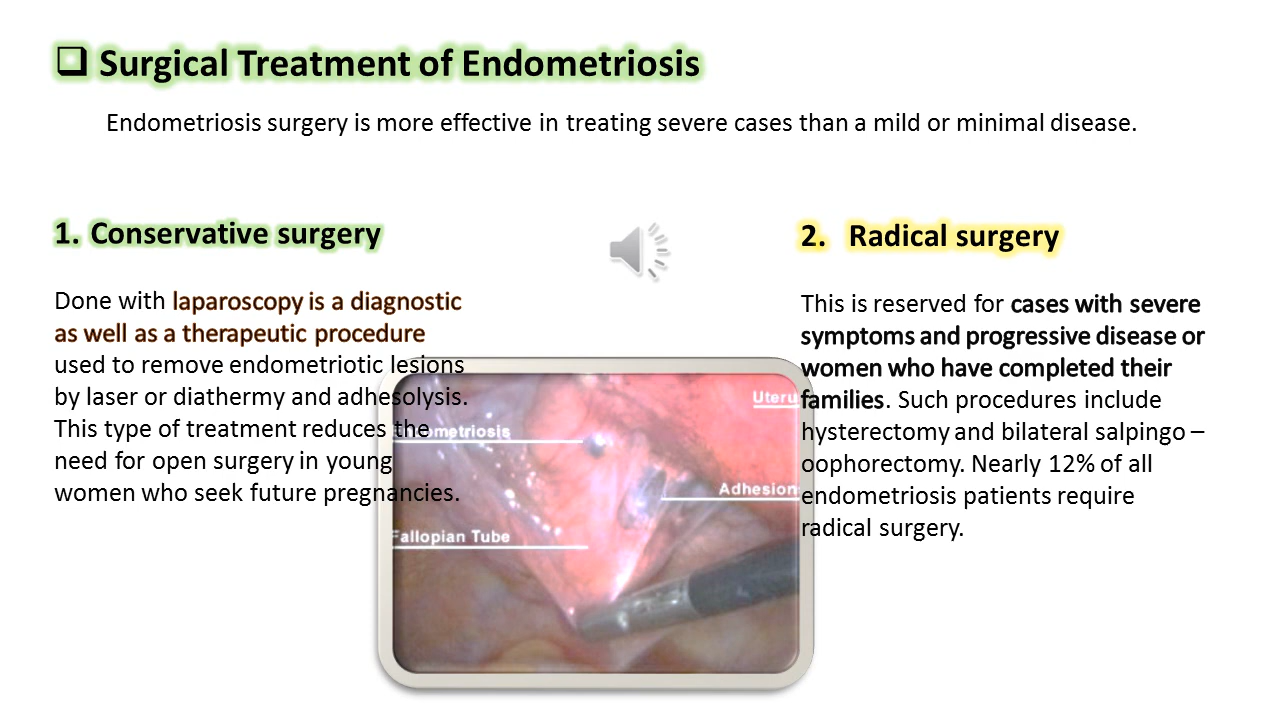 ❑ Surgical Treatment of Endometriosis
Endometriosis surgery is more effective in treating severe cases than a mild or minimal disease.
1. Conservative surgery
Done with laparoscopy is a diagnostic
as well as a therapeutic procedure
used to remove endometriotic lesions
by laser or diathermy and adhesolysis.
This type of treatment reduces the
need for open surgery in young
women who seek future pregnancies.
2. Radical surgery
This is reserved for cases with severe
symptoms and progressive disease or
women who have completed their
families. Such procedures include
hysterectomy and bilateral salpingo –
oophorectomy. Nearly 12% of all
endometriosis patients require
radical surgery.
Uteru
Adhesion
Fallopian Tube